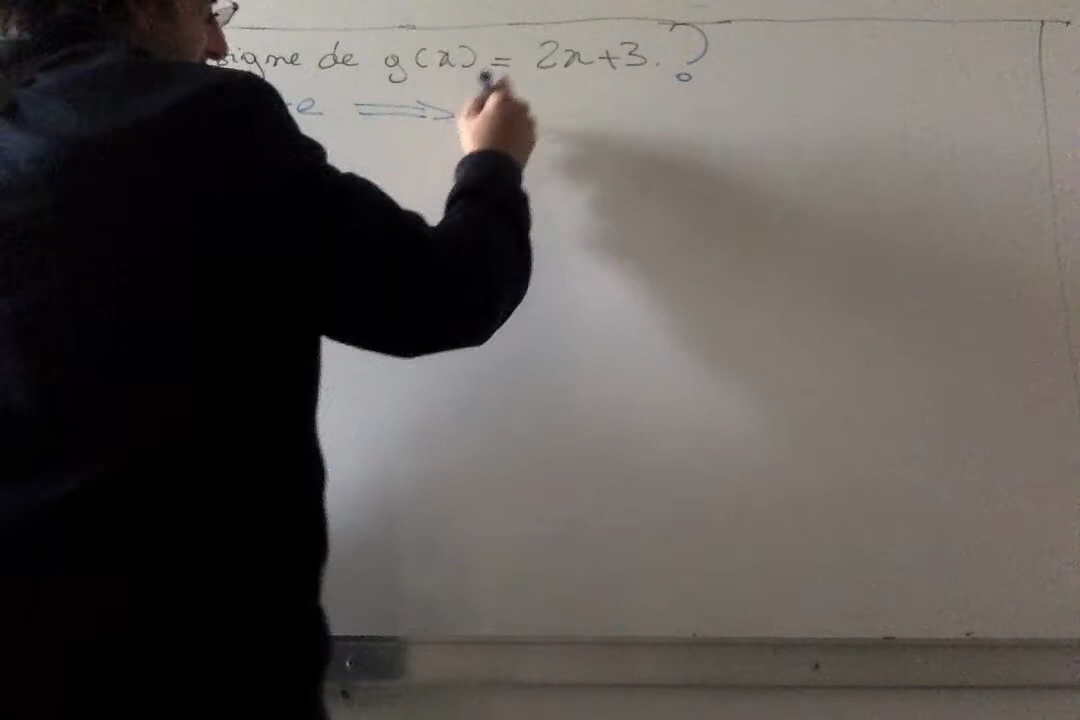 signe de g(x) = 2x+3. ?
e ⟹